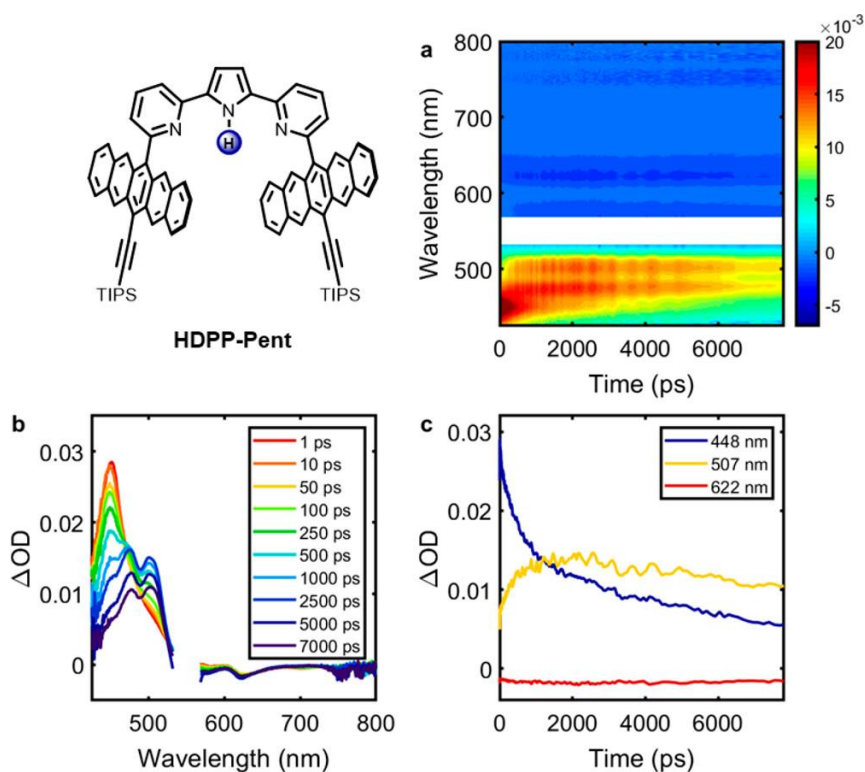 N
N
N
H
TIPS
TIPS
HDPP-Pent
a
×10⁻³
Wavelength (nm)
800
700
600
500
0
2000
4000
6000
Time (ps)
20
15
10
5
0
-5
b
ΔOD
0.03
0.02
0.01
0
500
600
700
800
Wavelength (nm)
1 ps
10 ps
50 ps
100 ps
250 ps
500 ps
1000 ps
2500 ps
5000 ps
7000 ps
c
ΔOD
0.03
0.02
0.01
0
0
2000
4000
6000
Time (ps)
448 nm
507 nm
622 nm